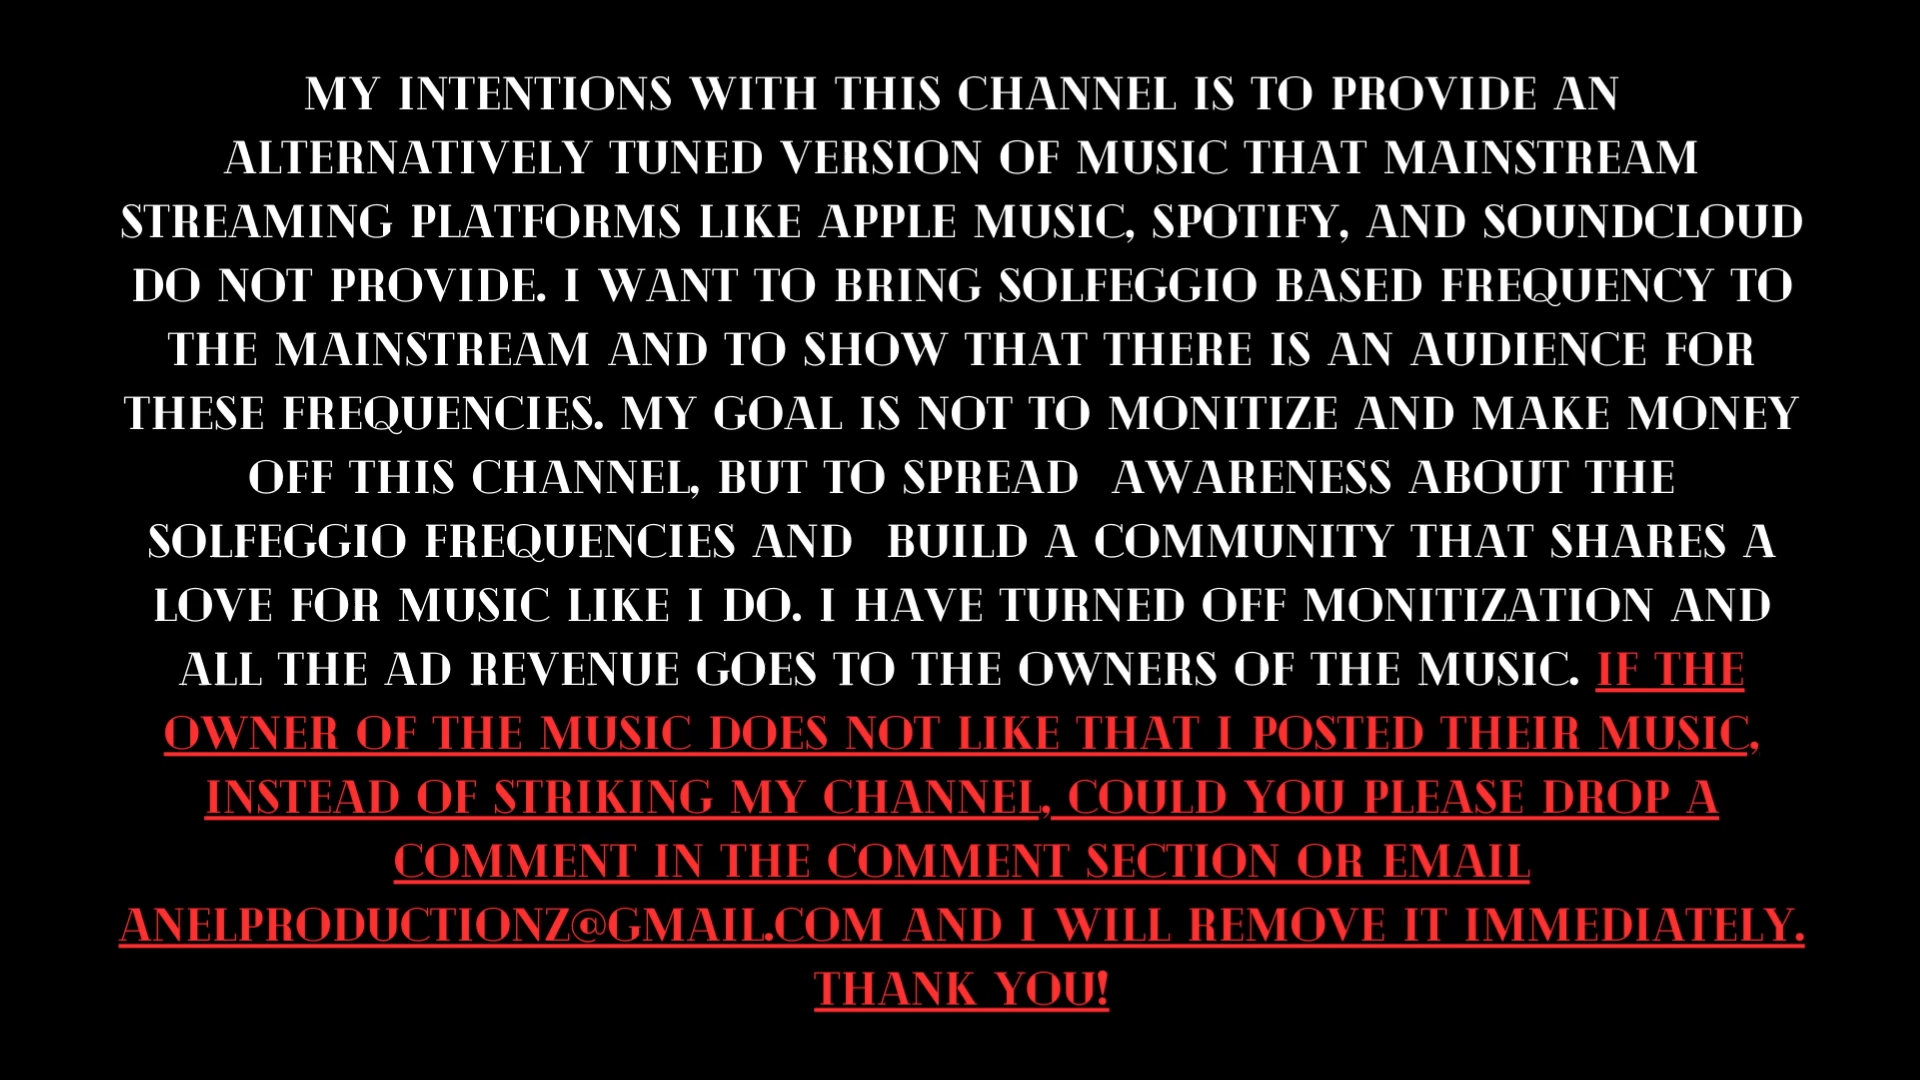 MY INTENTIONS WITH THIS CHANNEL IS TO PROVIDE AN
ALTERNATIVELY TUNED VERSION OF MUSIC THAT MAINSTREAM
STREAMING PLATFORMS LIKE APPLE MUSIC, SPOTIFY, AND SOUNDCLOUD
DO NOT PROVIDE. I WANT TO BRING SOLFEGGIO BASED FREQUENCY TO
THE MAINSTREAM AND TO SHOW THAT THERE IS AN AUDIENCE FOR
THESE FREQUENCIES. MY GOAL IS NOT TO MONITIZE AND MAKE MONEY
OFF THIS CHANNEL, BUT TO SPREAD  AWARENESS ABOUT THE
SOLFEGGIO FREQUENCIES AND  BUILD A COMMUNITY THAT SHARES A
LOVE FOR MUSIC LIKE I DO. I HAVE TURNED OFF MONITIZATION AND
ALL THE AD REVENUE GOES TO THE OWNERS OF THE MUSIC. IF THE
OWNER OF THE MUSIC DOES NOT LIKE THAT I POSTED THEIR MUSIC,
INSTEAD OF STRIKING MY CHANNEL, COULD YOU PLEASE DROP A
COMMENT IN THE COMMENT SECTION OR EMAIL
ANELPRODUCTIONZ@GMAIL.COM AND I WILL REMOVE IT IMMEDIATELY.
THANK YOU!